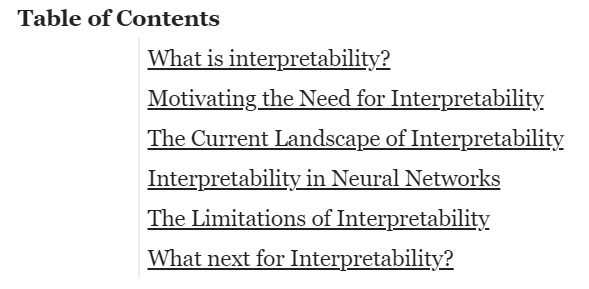 Table of Contents
What is interpretability?
Motivating the Need for Interpretability
The Current Landscape of Interpretability
Interpretability in Neural Networks
The Limitations of Interpretability
What next for Interpretability?